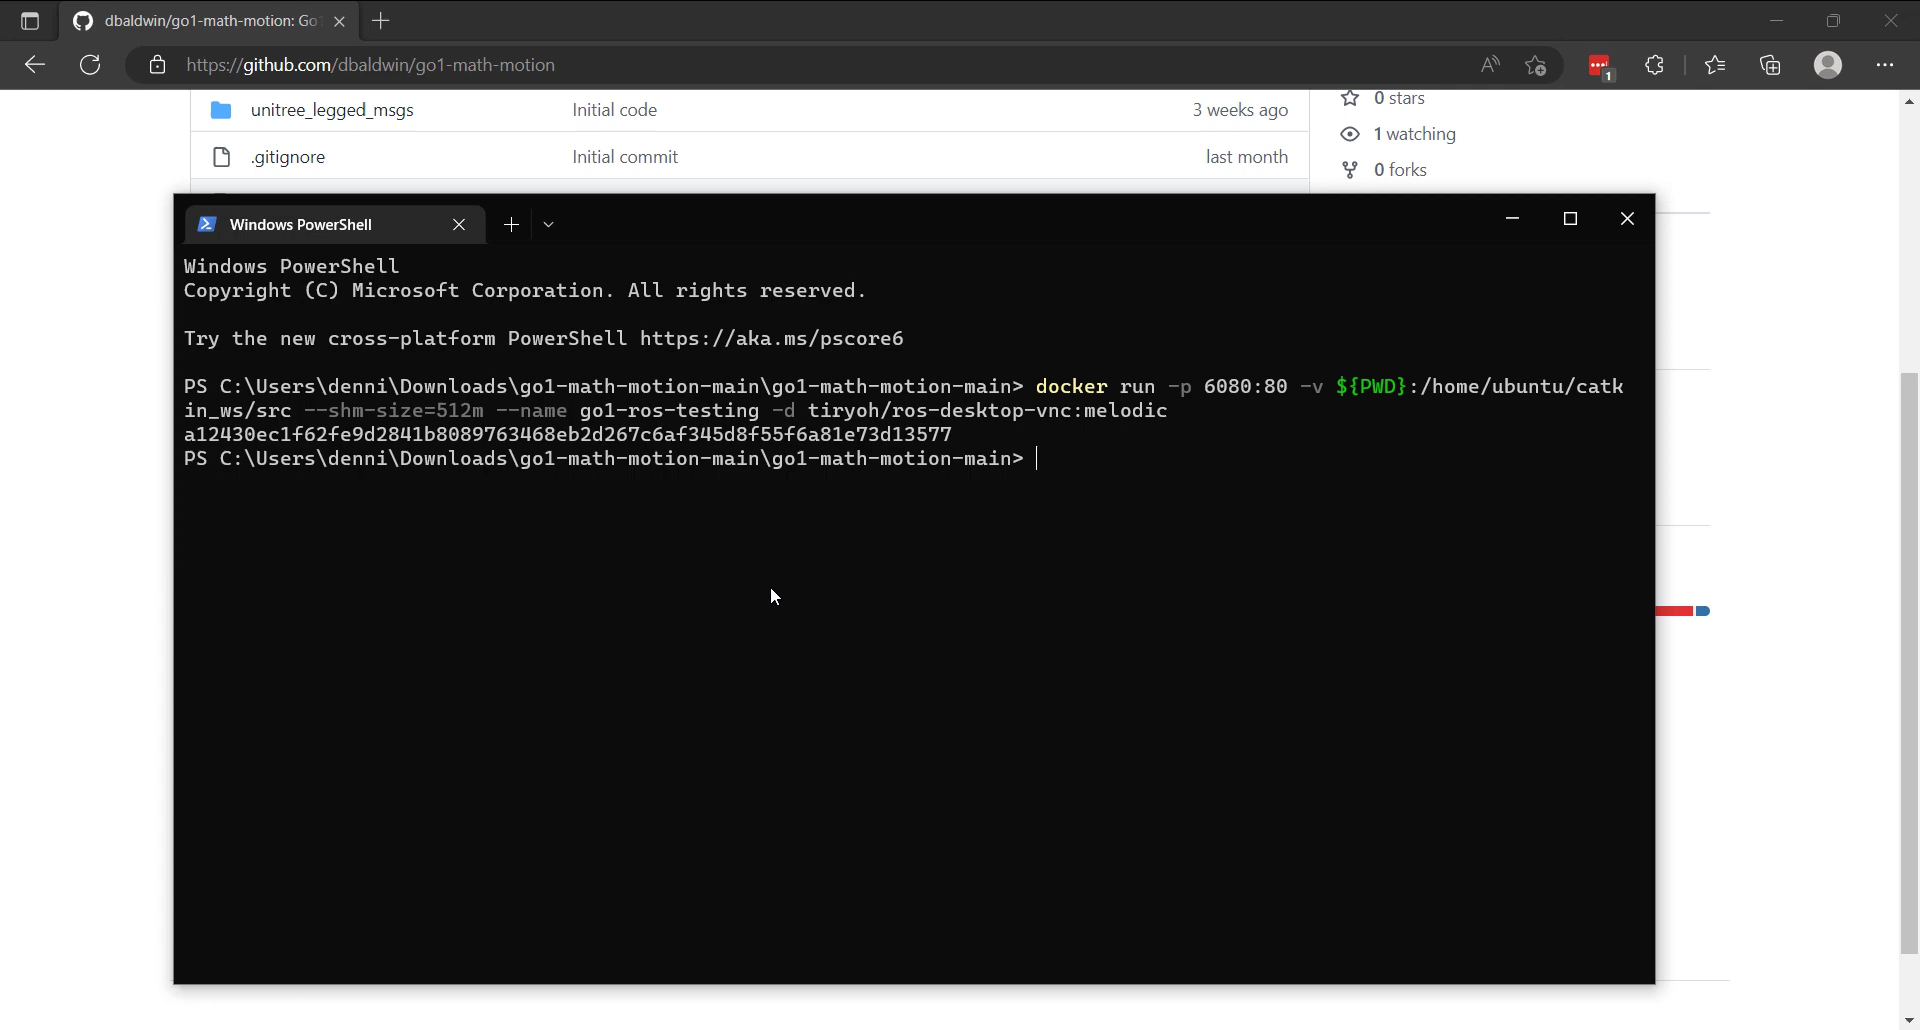 dbaldwin/go1-math-motion: Go1
https://github.com/dbaldwin/go1-math-motion
1
unitree_legged_msgs Initial code 3 weeks ago
.gitignore Initial commit last month
0 stars
1 watching
0 forks
Windows PowerShell
Windows PowerShell
Copyright (C) Microsoft Corporation. All rights reserved.
Try the new cross-platform PowerShell https://aka.ms/pscore6
PS C:\Users\denni\Downloads\go1-math-motion-main\go1-math-motion-main> docker run -p 6080:80 -v ${PWD}:/home/ubuntu/catk
in_ws/src --shm-size=512m --name go1-ros-testing -d tiryoh/ros-desktop-vnc:melodic
a12430ec1f62fe9d2841b8089763468eb2d267c6af345d8f55f6a81e73d13577
PS C:\Users\denni\Downloads\go1-math-motion-main\go1-math-motion-main>